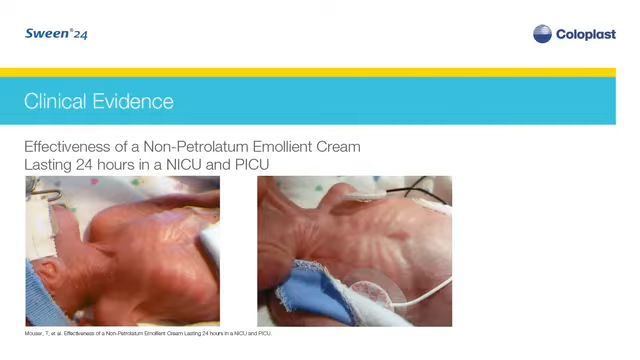 Sween®24
Coloplast
Clinical Evidence
Effectiveness of a Non-Petrolatum Emollient Cream
Lasting 24 hours in a NICU and PICU
Mouser, T, et al. Effectiveness of a Non-Petrolatum Emollient Cream Lasting 24 hours in a NICU and PICU.